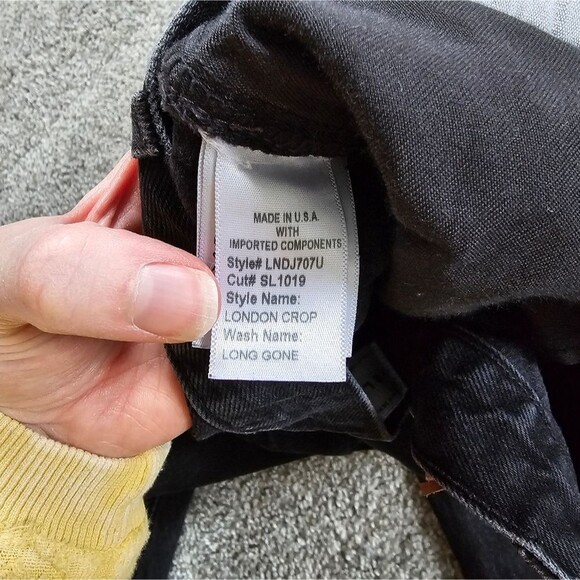 MADE IN U.S.A
WITH
IMPORTED COMPONENTS
Style# LNDJ707U
Cut# SL1019
Style Name:
LONDON CROP
Wash Name:
LONG GONE